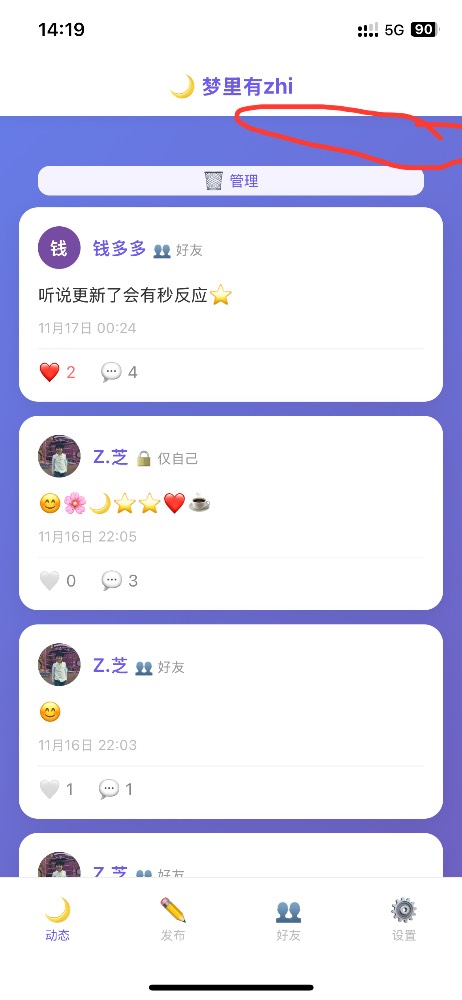 14:19 5G 90
🌙 梦里有zhi
🗑️ 管理
钱 钱多多 👥 好友
听说更新了会有秒反应⭐
11月17日 00:24
❤️ 2 💬 4
Z.芝 🔒 仅自己
😊🌸🌙⭐⭐❤️☕
11月16日 22:05
🤍 0 💬 3
Z.芝 👥 好友
😊
11月16日 22:03
🤍 1 💬 1
Z.芝 👥 好友
动态 发布 好友 设置